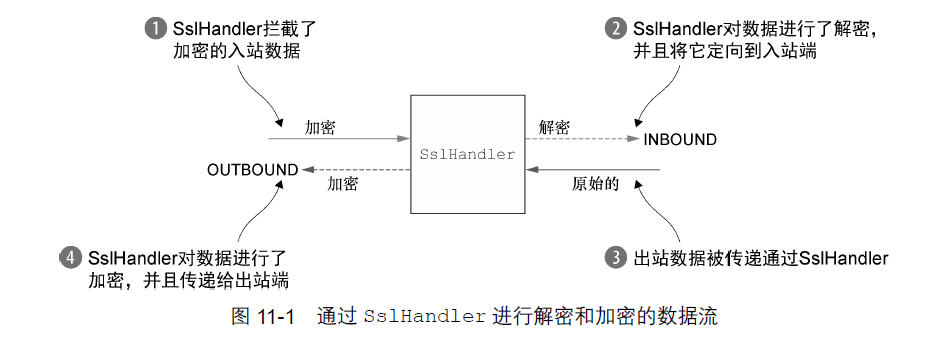 1 SslHandler拦截了
加密的入站数据
2 SslHandler对数据进行了解密，
并且将它定向到入站端
加密
解密
SslHandler
INBOUND
OUTBOUND
加密
原始的
4 SslHandler对数据进行了
加密，并且传递给出站端
3 出站数据被传递通过SslHandler
图 11-1 通过 SslHandler 进行解密和加密的数据流